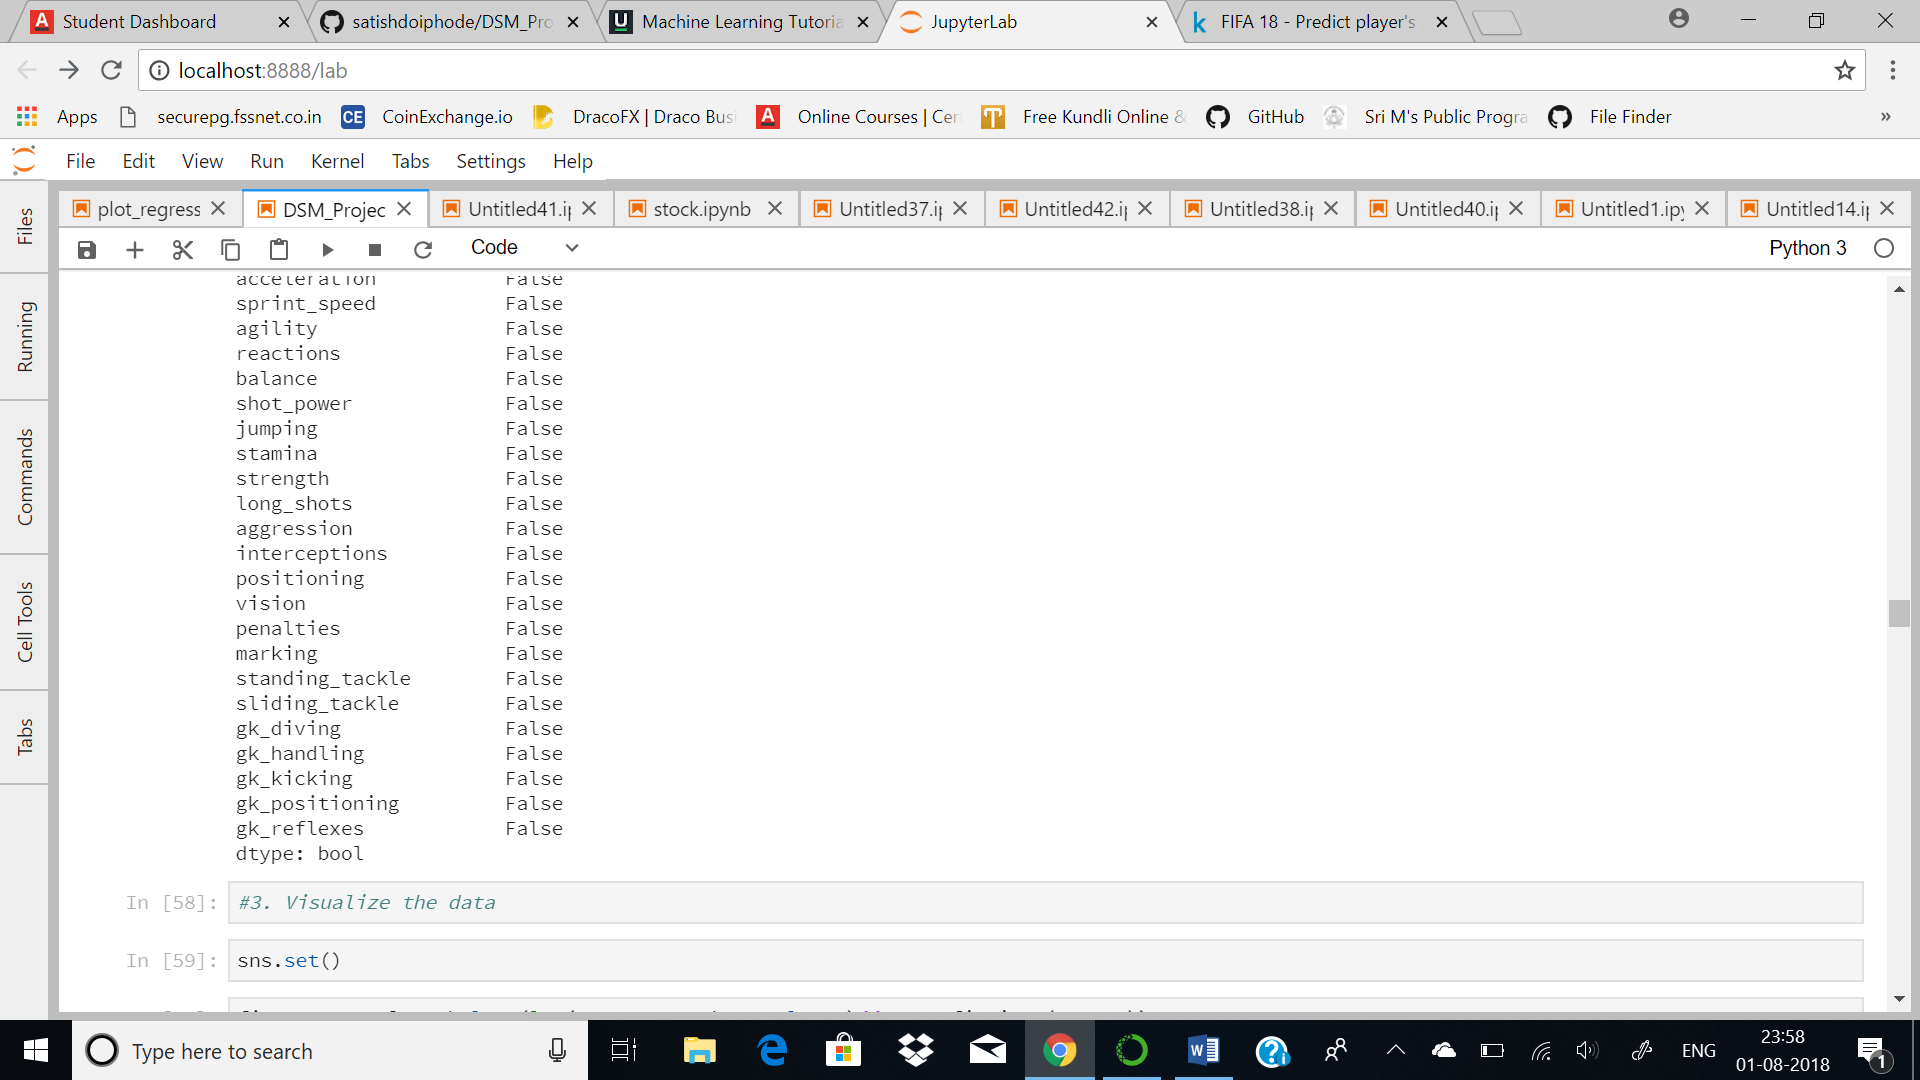 Student Dashboard
satishdoiphode/DSM_Pro
Machine Learning Tutoria
JupyterLab
FIFA 18 - Predict player's
localhost:8888/lab
Apps
securepg.fssnet.co.in
CE CoinExchange.io
DracoFX | Draco Busi
Online Courses | Cer
Free Kundli Online &
GitHub
Sri M's Public Progra
File Finder
»
File Edit View Run Kernel Tabs Settings Help
plot_regress
DSM_Projec
Untitled41.i
stock.ipynb
Untitled37.i
Untitled42.i
Untitled38.i
Untitled40.i
Untitled1.ipy
Untitled14.i
Code
Python 3
Files
Running
Commands
Cell Tools
Tabs
acceleration False
sprint_speed False
agility False
reactions False
balance False
shot_power False
jumping False
stamina False
strength False
long_shots False
aggression False
interceptions False
positioning False
vision False
penalties False
marking False
standing_tackle False
sliding_tackle False
gk_diving False
gk_handling False
gk_kicking False
gk_positioning False
gk_reflexes False
dtype: bool
In [58]: #3. Visualize the data
In [59]: sns.set()
Type here to search
ENG
23:58
01-08-2018
1